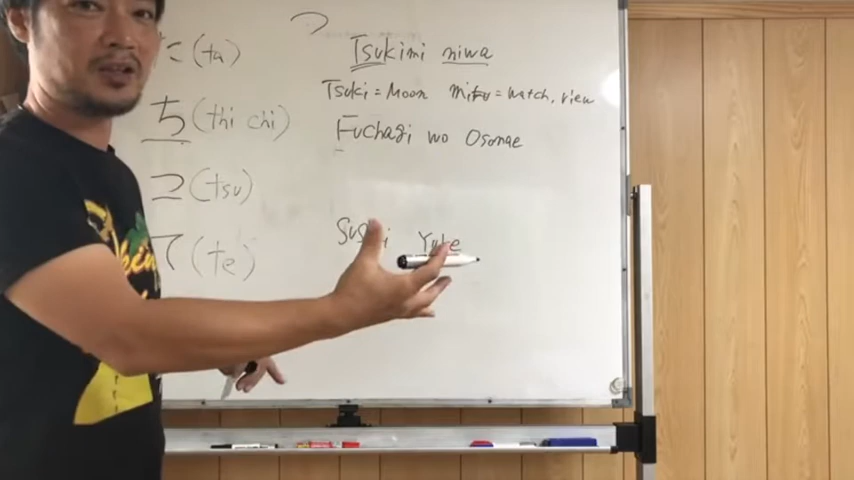 た (ta)
ち (thi chi)
つ (tsu)
て (te)
つ
Tsukimi niwa
Tsuki = Moon miru = watch, view
Fuchagi wo Osonae